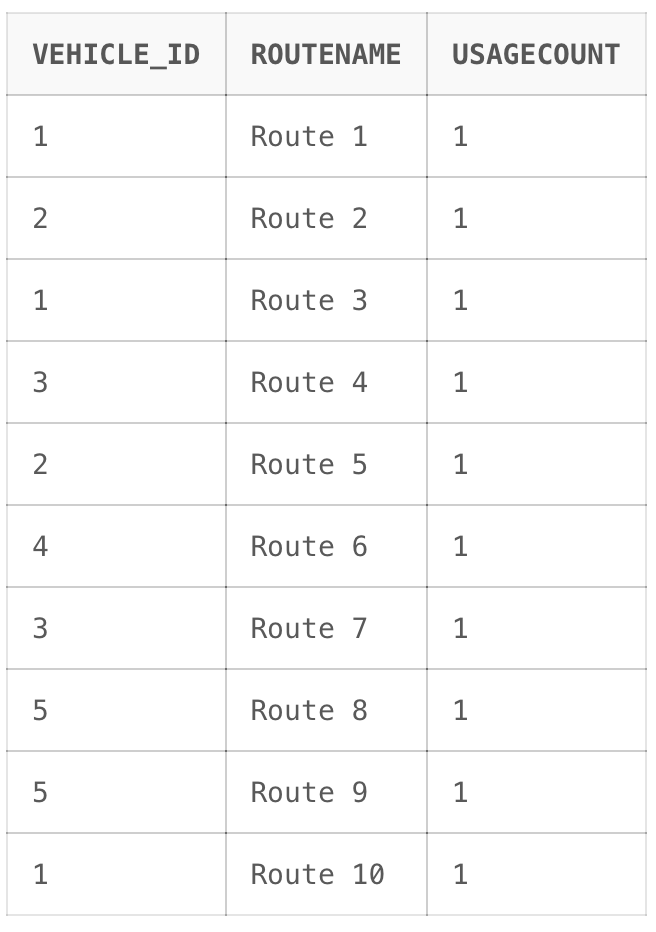 VEHICLE_ID ROUTENAME USAGECOUNT
1 Route 1 1
2 Route 2 1
1 Route 3 1
3 Route 4 1
2 Route 5 1
4 Route 6 1
3 Route 7 1
5 Route 8 1
5 Route 9 1
1 Route 10 1